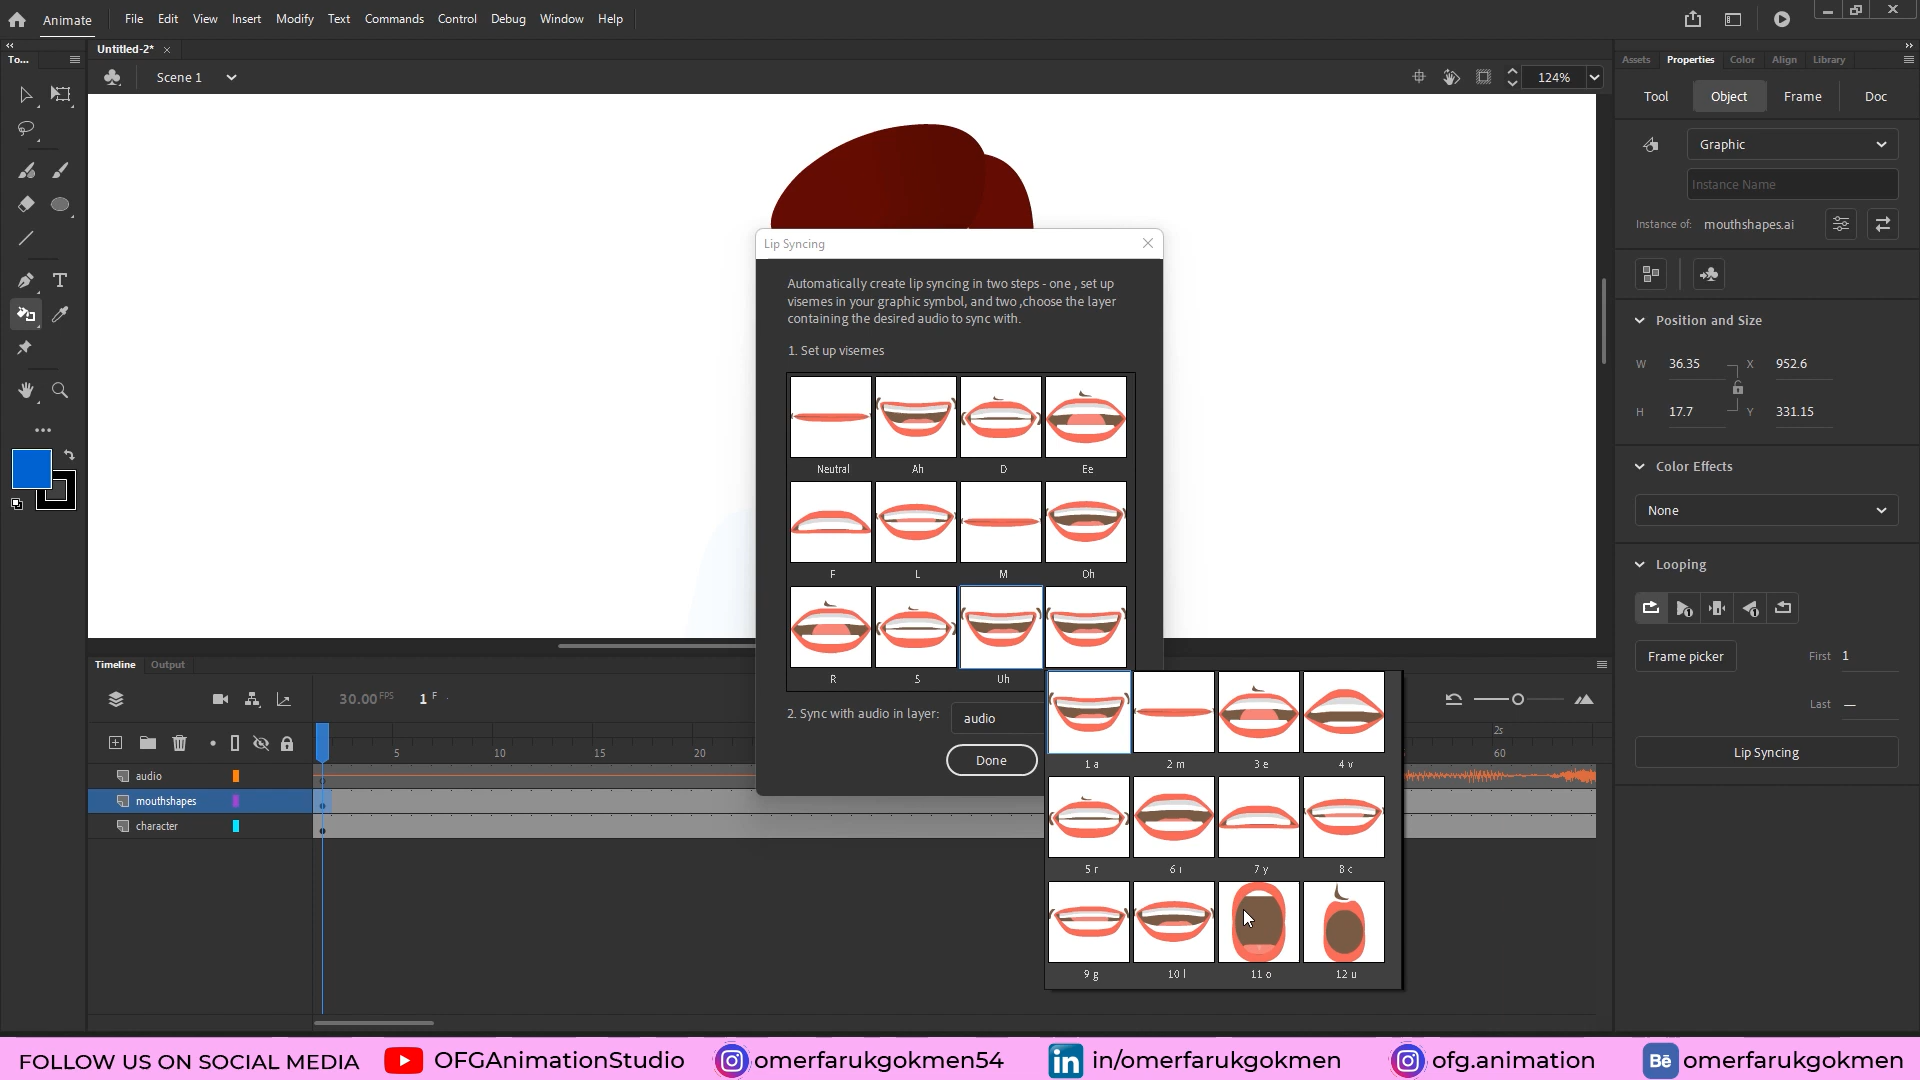 Animate File Edit View Insert Modify Text Commands Control Debug Window Help
To... Untitled-2*
Scene 1 124%
Assets Properties Color Align Library
Tool Object Frame Doc
Graphic
Instance Name
Instance of: mouthshapes.ai
Position and Size
W 36.35 X 952.6
H 17.7 Y 331.15
Color Effects
None
Looping
Frame picker First 1
Last —
Lip Syncing
Lip Syncing
Automatically create lip syncing in two steps - one , set up
visemes in your graphic symbol, and two ,choose the layer
containing the desired audio to sync with.
1. Set up visemes
Neutral Ah D Ee
F L M Oh
R S Uh
2. Sync with audio in layer: audio
Done
1 a 2 m 3 e 4 v
5 r 6 ı 7 y 8 c
9 g 10 l 11 o 12 u
Timeline Output
30.00 FPS 1 F
5 10 15 20 2s 60
audio
mouthshapes
character
FOLLOW US ON SOCIAL MEDIA OFGAnimationStudio omerfarukgokmen54 in/omerfarukgokmen ofg.animation Bē omerfarukgokmen